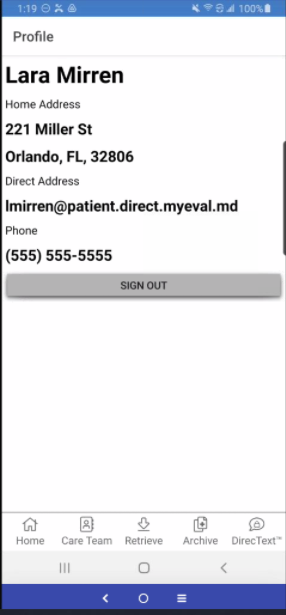 1:19 100%
Profile
Lara Mirren
Home Address
221 Miller St
Orlando, FL, 32806
Direct Address
lmirren@patient.direct.myeval.md
Phone
(555) 555-5555
SIGN OUT
Home Care Team Retrieve Archive DirecText™